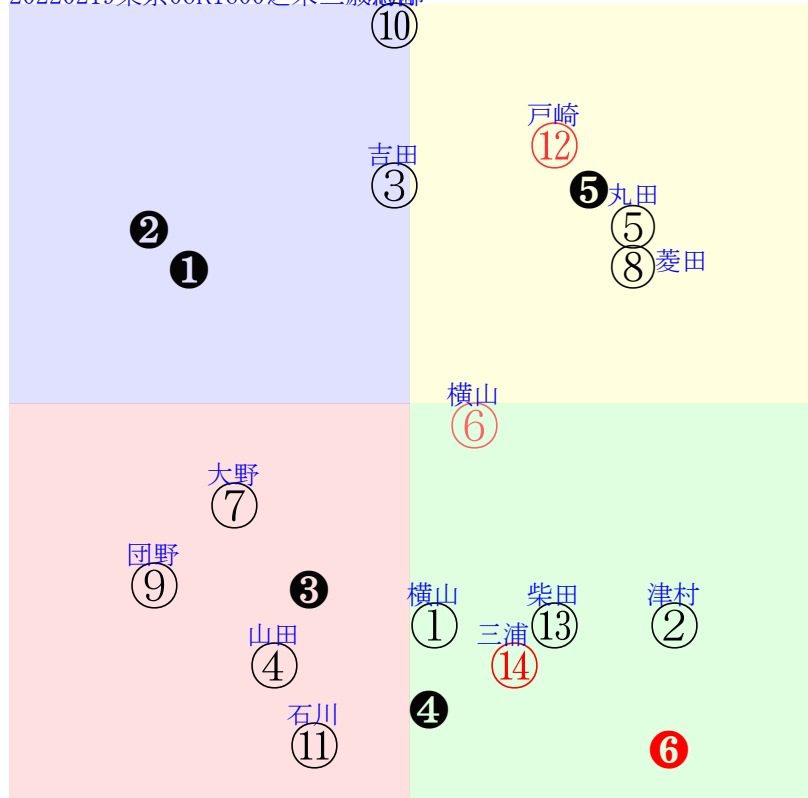 ⑩
戸崎
⑫
吉田
③
❺
丸田
⑤
❷
❶
⑧
菱田
横山
⑥
大野
⑦
団野
⑨
❸
横山
①
柴田
⑬
津村
②
三浦
⑭
山田
④
❹
石川
⑪
❻